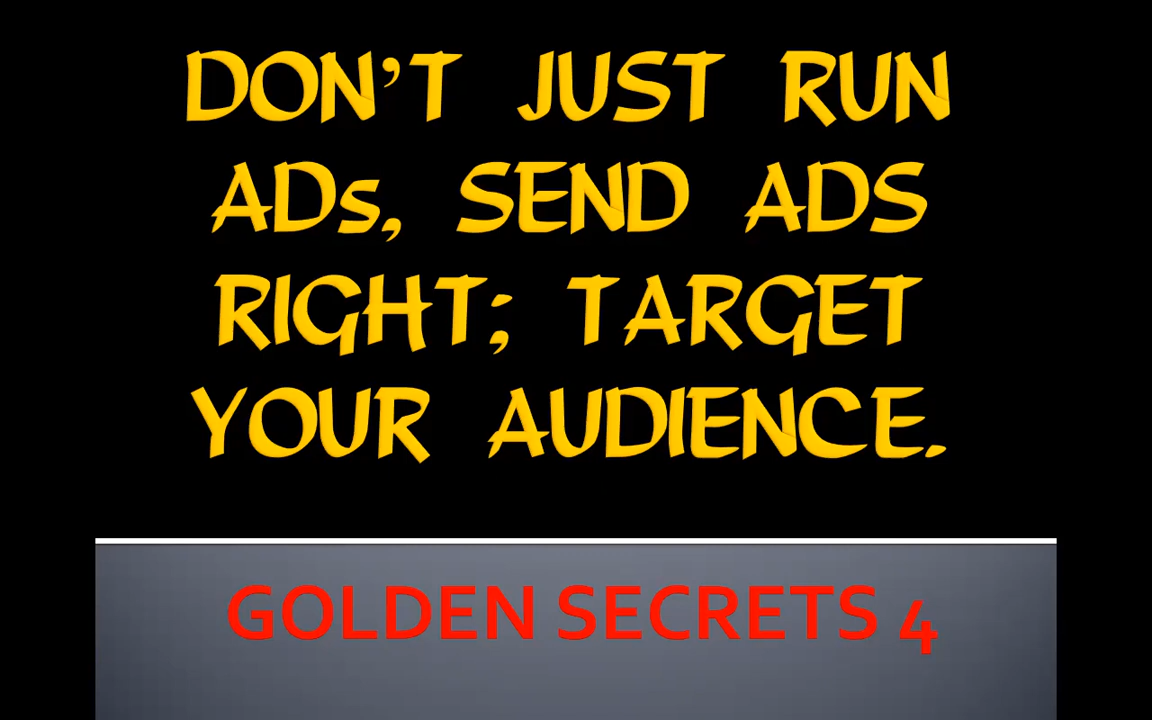 DON’T JUST RUN
ADs, SEND ADS
RIGHT; TARGET
YOUR AUDIENCE.
GOLDEN SECRETS 4